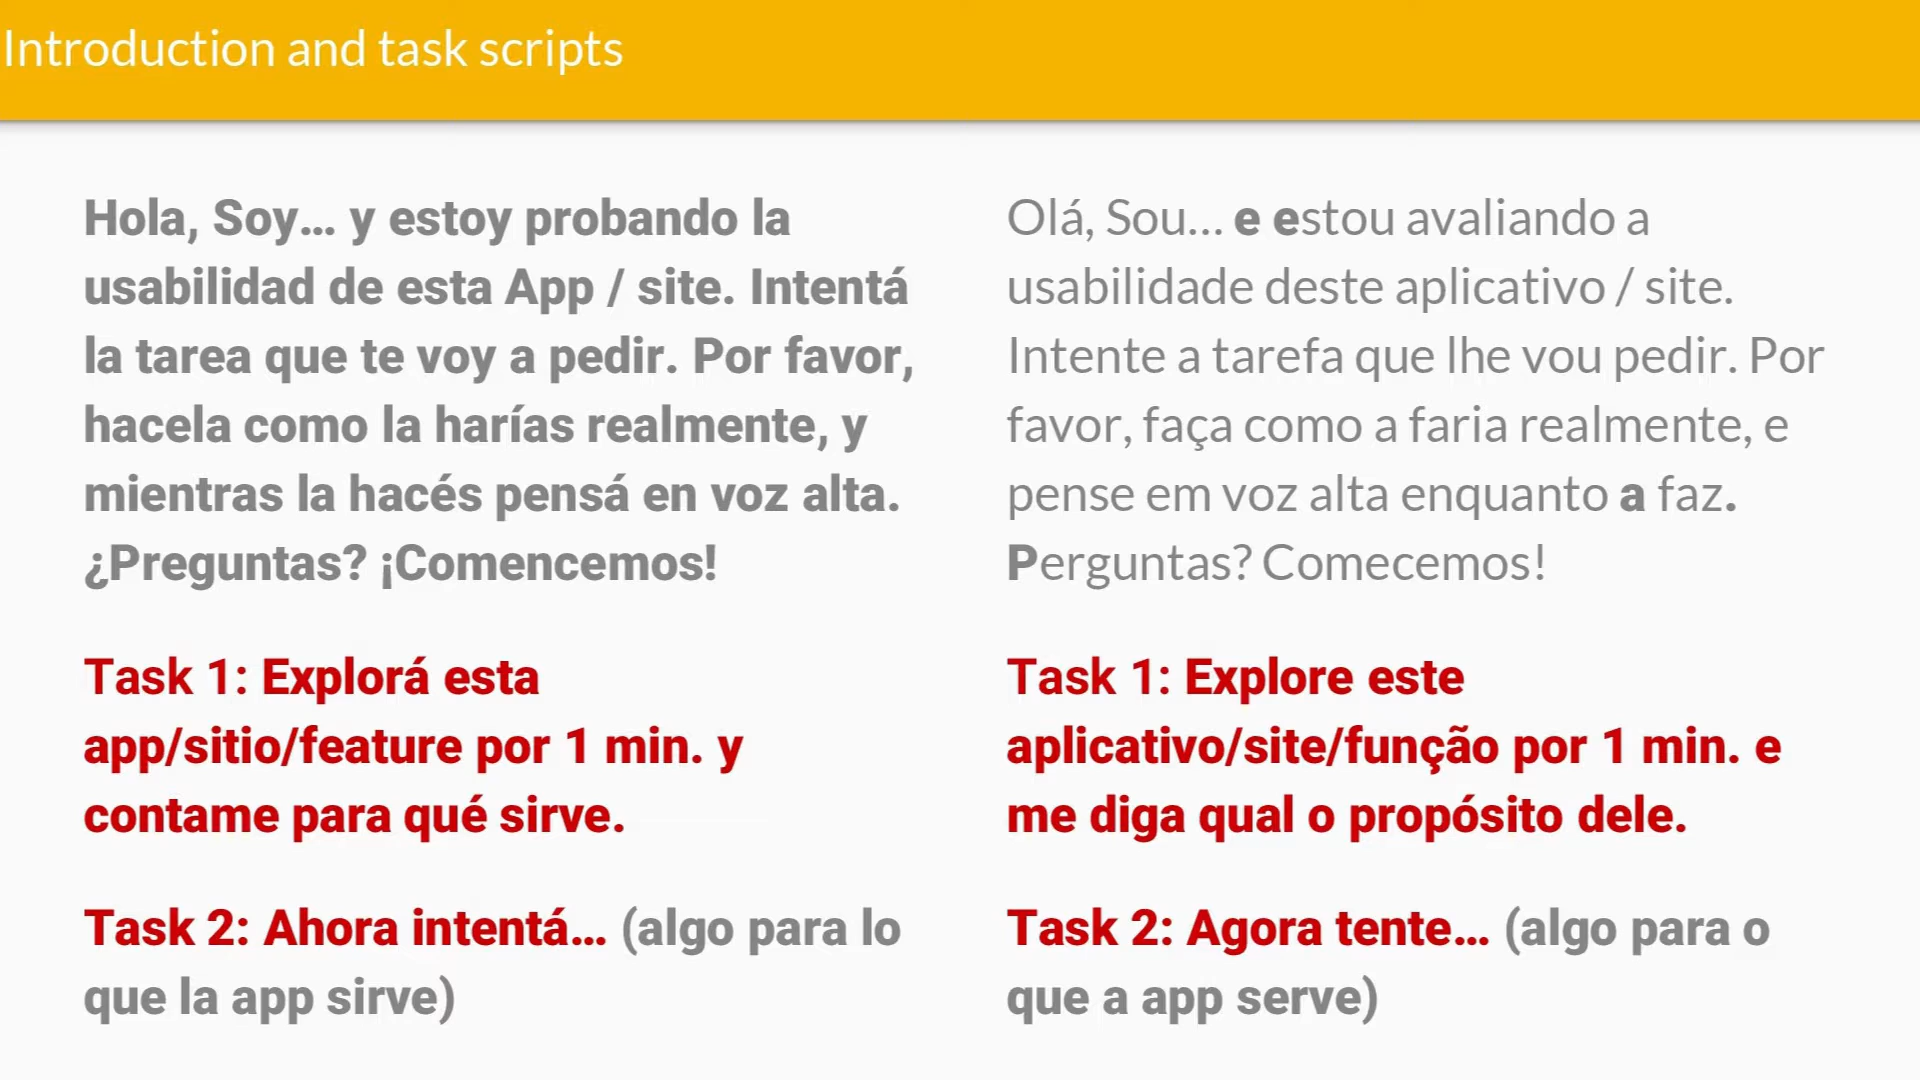 Introduction and task scripts
Hola, Soy... y estoy probando la
usabilidad de esta App / site. Intentá
la tarea que te voy a pedir. Por favor,
hacela como la harías realmente, y
mientras la hacés pensá en voz alta.
¿Preguntas? ¡Comencemos!
Task 1: Explorá esta
app/sitio/feature por 1 min. y
contame para qué sirve.
Task 2: Ahora intentá... (algo para lo
que la app sirve)
Olá, Sou... e estou avaliando a
usabilidade deste aplicativo / site.
Intente a tarefa que lhe vou pedir. Por
favor, faça como a faria realmente, e
pense em voz alta enquanto a faz.
Perguntas? Comecemos!
Task 1: Explore este
aplicativo/site/função por 1 min. e
me diga qual o propósito dele.
Task 2: Agora tente... (algo para o
que a app serve)